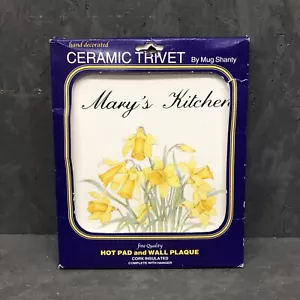 hand decorated
CERAMIC TRIVET By Mug Shanty
Mary's Kitchen
fine Quality
HOT PAD and WALL PLAQUE
CORK INSULATED
COMPLETE WITH HANGER